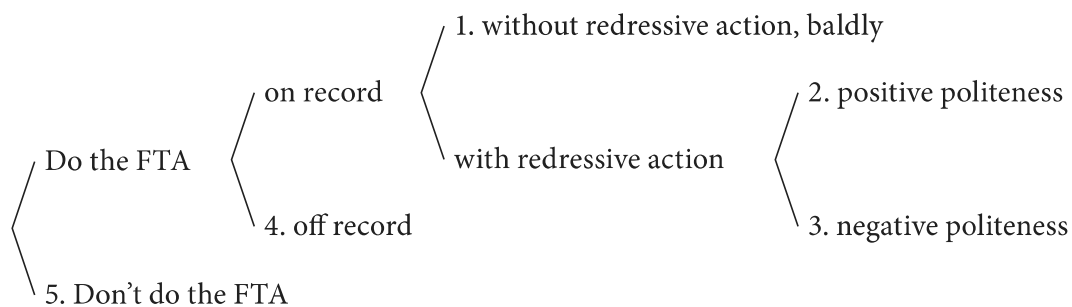 1. without redressive action, baldly
on record
2. positive politeness
Do the FTA
with redressive action
4. off record
3. negative politeness
5. Don’t do the FTA